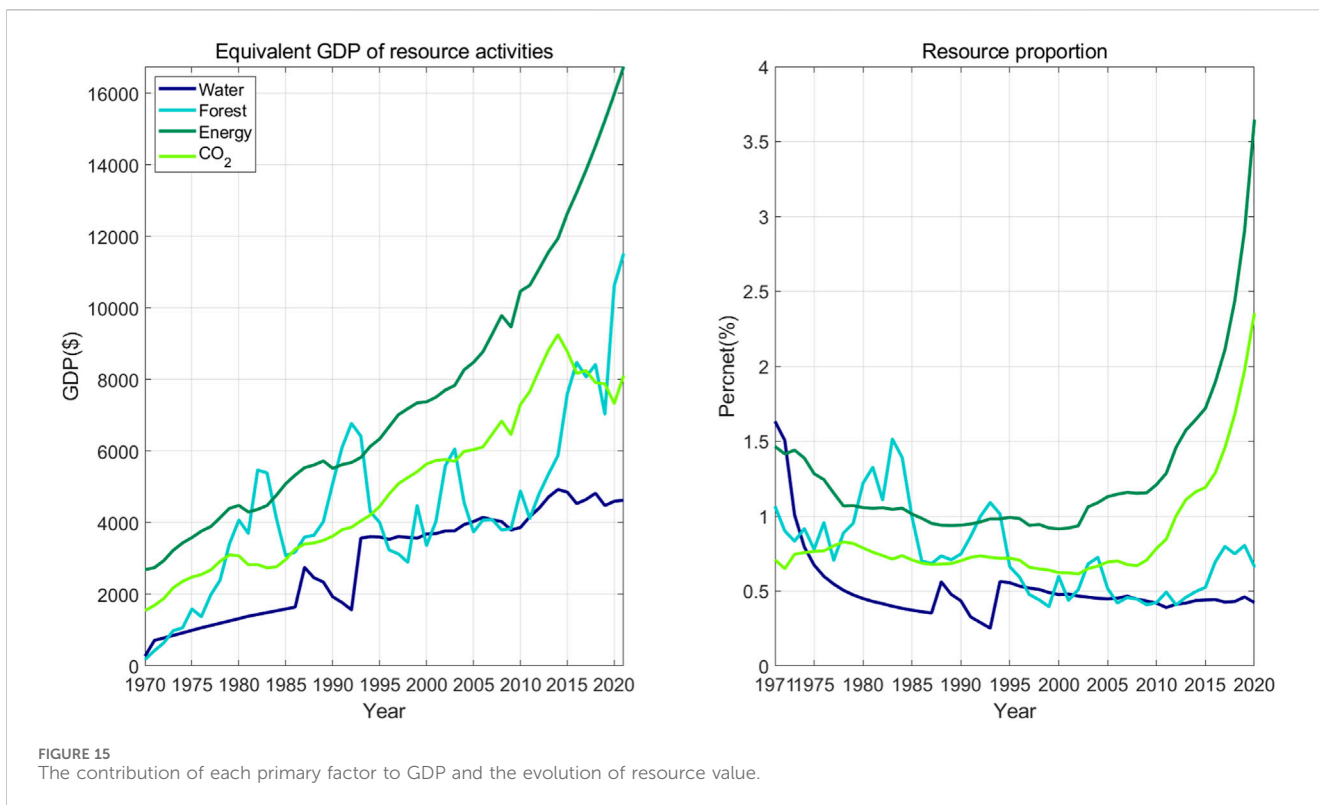 Equivalent GDP of resource activities
Water
Forest
Energy
CO2
16000
14000
12000
10000
8000
6000
4000
2000
0
GDP($)
1970 1975 1980 1985 1990 1995 2000 2005 2010 2015 2020
Year
Resource proportion
4
3.5
3
2.5
2
1.5
1
0.5
0
Percnet(%)
1971 1975 1980 1985 1990 1995 2000 2005 2010 2015 2020
Year
FIGURE 15
The contribution of each primary factor to GDP and the evolution of resource value.